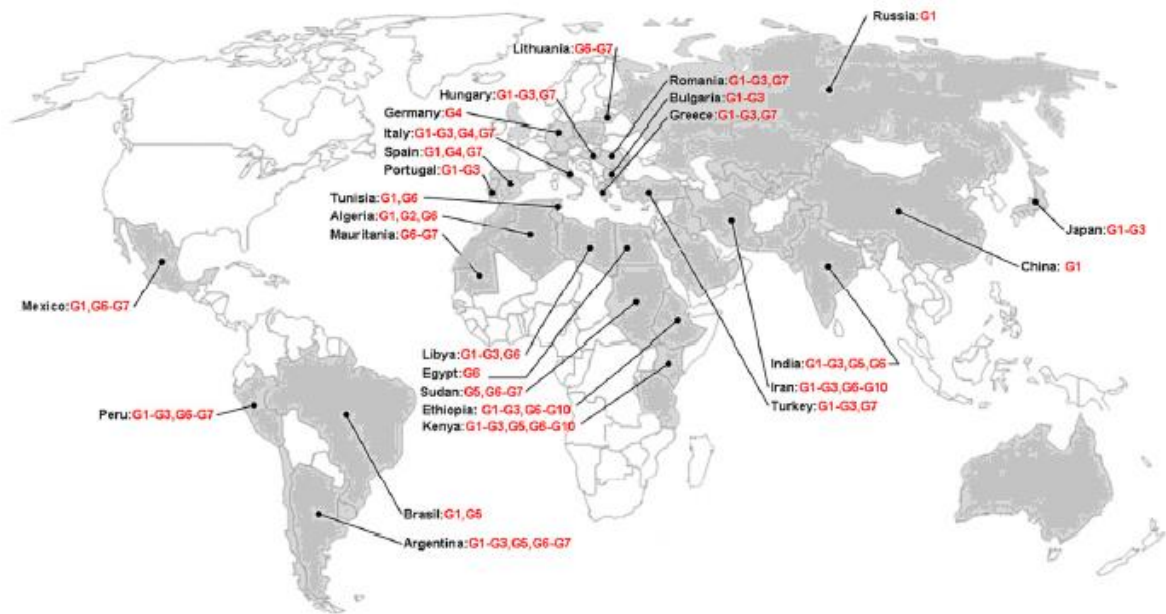 Russia:G1
Lithuania:G6-G7
Romania:G1-G3,G7
Hungary:G1-G3,G7
Bulgaria:G1-G3
Germany:G4
Greece:G1-G3,G7
Italy:G1-G3,G4,G7
Spain:G1,G4,G7
Portugal:G1-G3
Tunisia:G1,G6
Algeria:G1,G2,G6
Mauritania:G6-G7
Japan:G1-G3
China: G1
Mexico:G1,G6-G7
Libya:G1-G3,G6
India:G1-G3,G5,G6
Egypt:G6
Iran:G1-G3,G6-G10
Sudan:G5,G6-G7
Turkey:G1-G3,G7
Ethiopia: G1-G3,G6-G10
Peru:G1-G3,G6-G7
Kenya:G1-G3,G5,G6-G10
Brasil:G1,G5
Argentina:G1-G3,G5,G6-G7